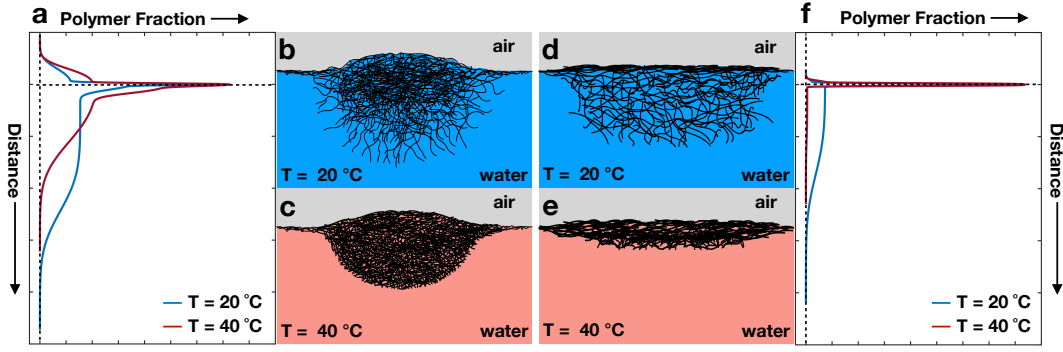 a
Polymer Fraction
Distance
T = 20 °C
T = 40 °C
b
air
T = 20 °C
water
c
air
T = 40 °C
water
d
air
T = 20 °C
water
e
air
T = 40 °C
water
f
Polymer Fraction
Distance
T = 20 °C
T = 40 °C